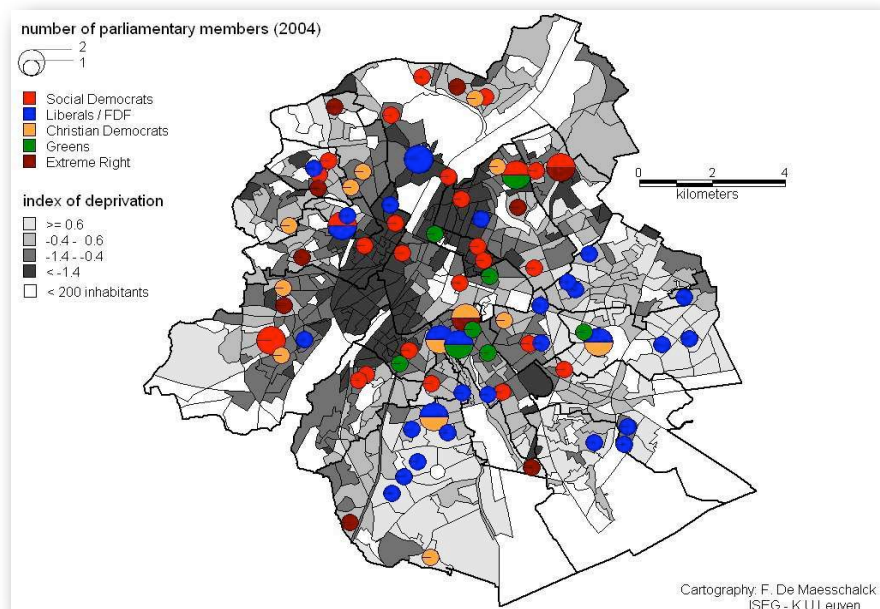 number of parliamentary members (2004)
2
1
Social Democrats
Liberals / FDF
Christian Democrats
Greens
Extreme Right
index of deprivation
>= 0.6
-0.4 - 0.6
-1.4 - -0.4
< -1.4
< 200 inhabitants
0 2 4
kilometers
Cartography: F. De Maesschalck
ISEG - K.U.Leuven